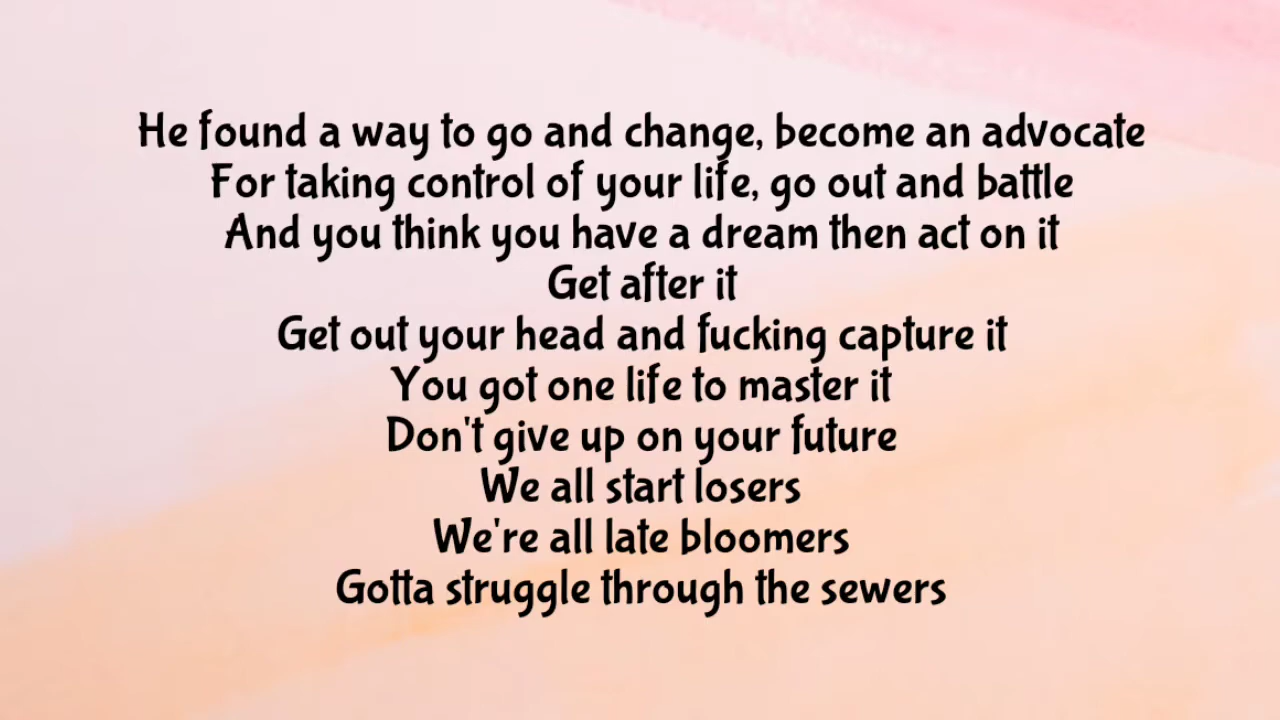 He found a way to go and change, become an advocate
For taking control of your life, go out and battle
And you think you have a dream then act on it
Get after it
Get out your head and fucking capture it
You got one life to master it
Don't give up on your future
We all start losers
We're all late bloomers
Gotta struggle through the sewers